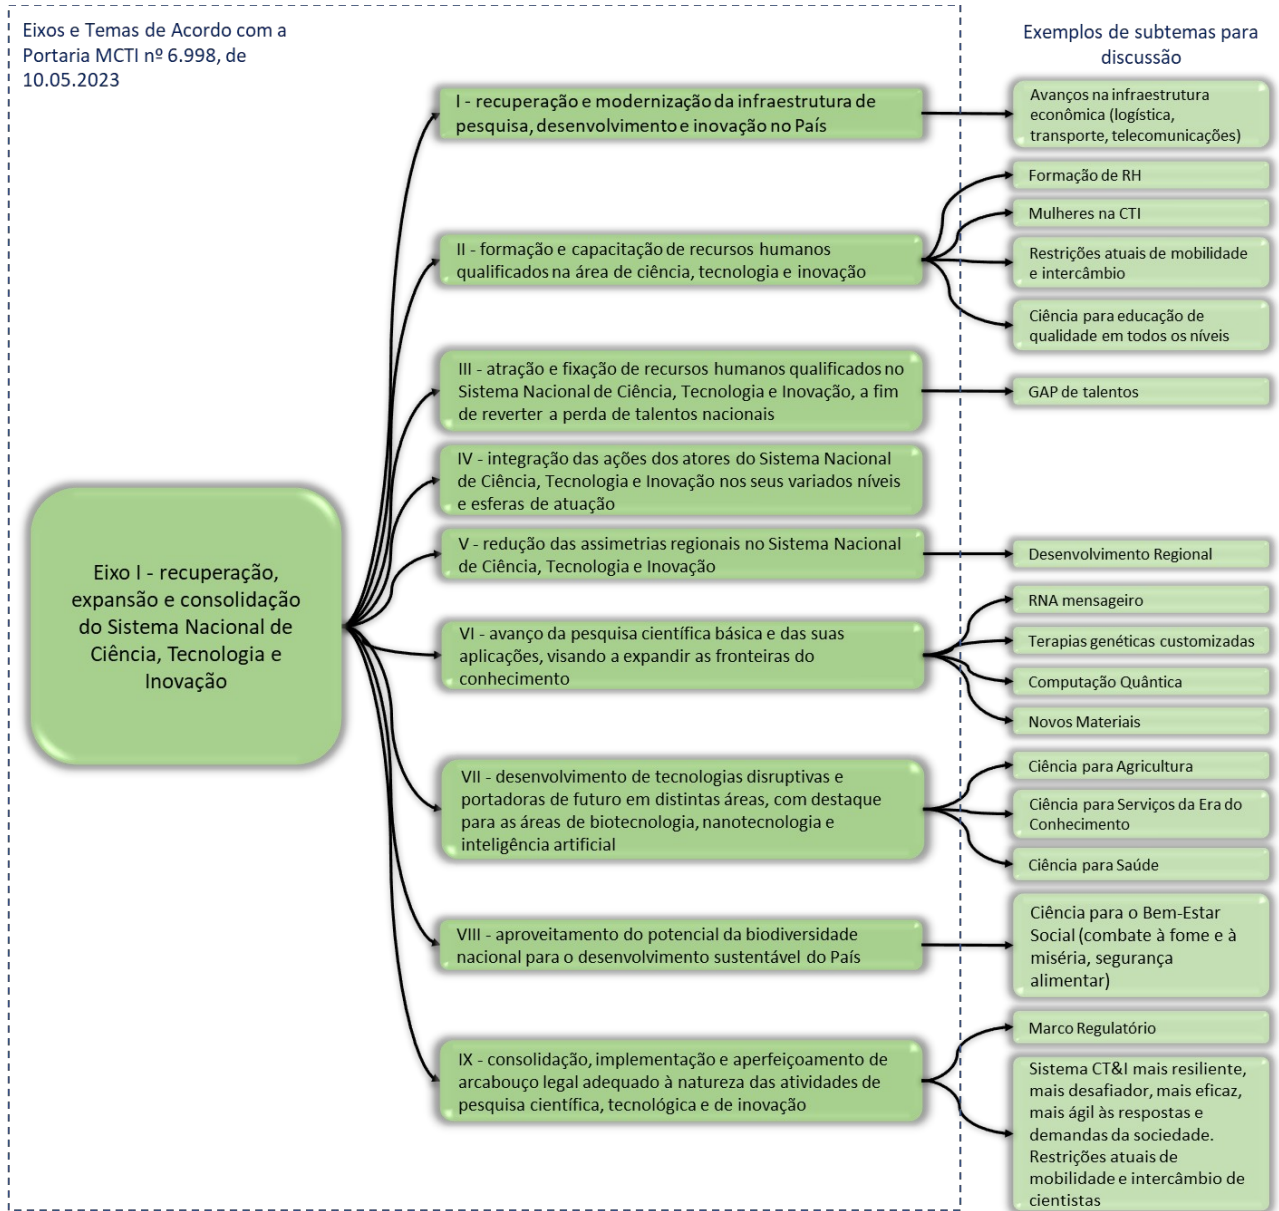 Eixos e Temas de Acordo com a
Portaria MCTI nº 6.998, de
10.05.2023
Exemplos de subtemas para
discussão
Eixo I - recuperação,
expansão e consolidação
do Sistema Nacional de
Ciência, Tecnologia e
Inovação
I - recuperação e modernização da infraestrutura de
pesquisa, desenvolvimento e inovação no País
Avanços na infraestrutura
econômica (logística,
transporte, telecomunicações)
II - formação e capacitação de recursos humanos
qualificados na área de ciência, tecnologia e inovação
Formação de RH
Mulheres na CTI
Restrições atuais de mobilidade
e intercâmbio
Ciência para educação de
qualidade em todos os níveis
III - atração e fixação de recursos humanos qualificados no
Sistema Nacional de Ciência, Tecnologia e Inovação, a fim
de reverter a perda de talentos nacionais
GAP de talentos
IV - integração das ações dos atores do Sistema Nacional
de Ciência, Tecnologia e Inovação nos seus variados níveis
e esferas de atuação
V - redução das assimetrias regionais no Sistema Nacional
de Ciência, Tecnologia e Inovação
Desenvolvimento Regional
VI - avanço da pesquisa científica básica e das suas
aplicações, visando a expandir as fronteiras do
conhecimento
RNA mensageiro
Terapias genéticas customizadas
Computação Quântica
Novos Materiais
VII - desenvolvimento de tecnologias disruptivas e
portadoras de futuro em distintas áreas, com destaque
para as áreas de biotecnologia, nanotecnologia e
inteligência artificial
Ciência para Agricultura
Ciência para Serviços da Era do
Conhecimento
Ciência para Saúde
VIII - aproveitamento do potencial da biodiversidade
nacional para o desenvolvimento sustentável do País
Ciência para o Bem-Estar
Social (combate à fome e à
miséria, segurança
alimentar)
IX - consolidação, implementação e aperfeiçoamento de
arcabouço legal adequado à natureza das atividades de
pesquisa científica, tecnológica e de inovação
Marco Regulatório
Sistema CT&I mais resiliente,
mais desafiador, mais eficaz,
mais ágil às respostas e
demandas da sociedade.
Restrições atuais de
mobilidade e intercâmbio de
cientistas